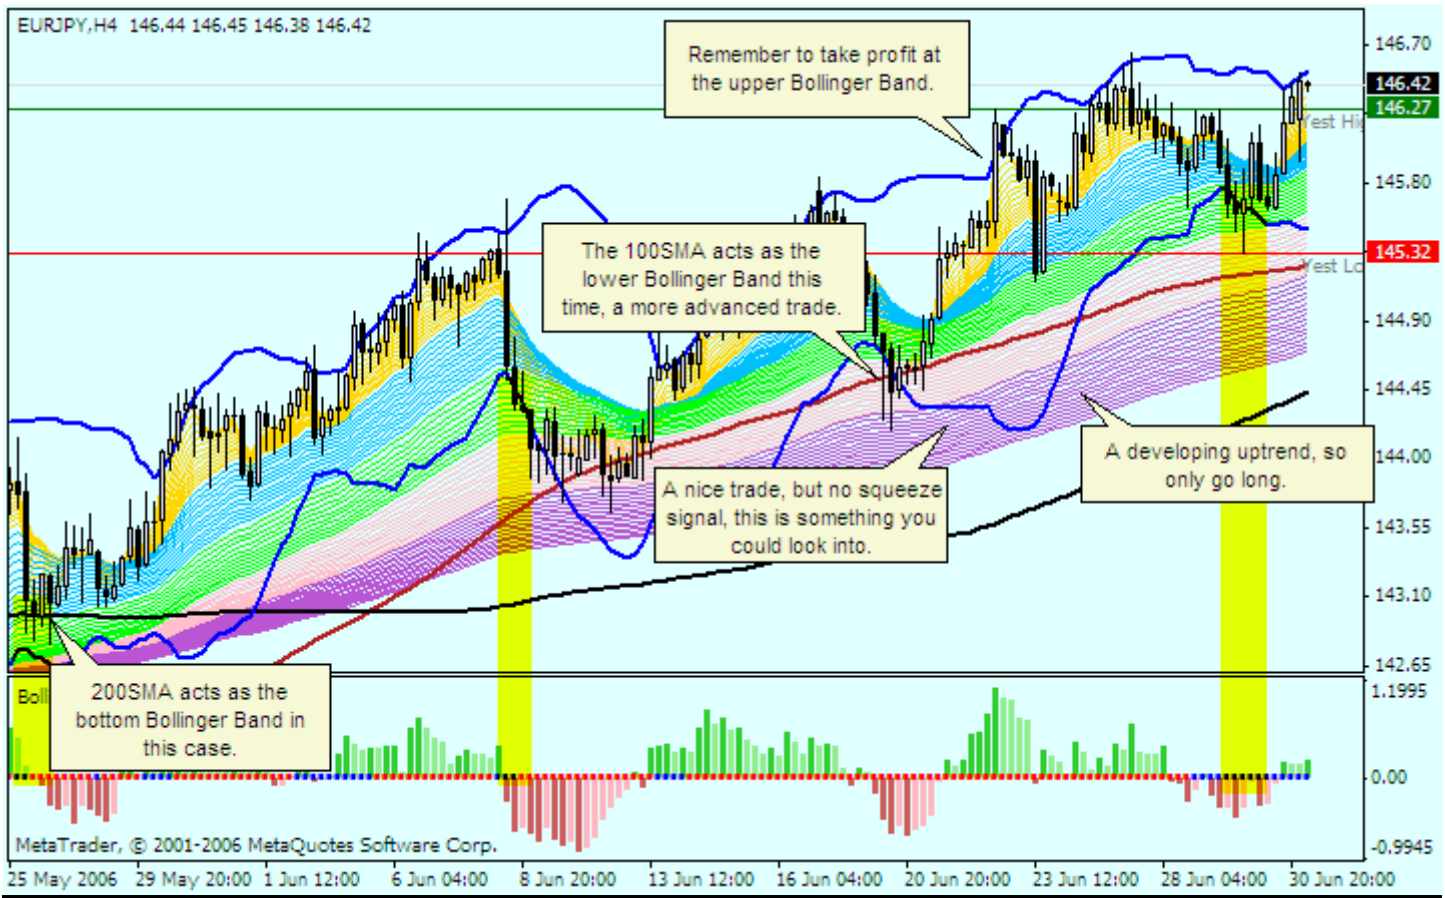 EURJPY,H4 146.44 146.45 146.38 146.42
Remember to take profit at
the upper Bollinger Band.
146.70
146.42
146.27
Yest Hig
145.80
The 100SMA acts as the
lower Bollinger Band this
time, a more advanced trade.
145.32
Yest Lo
144.90
144.45
A developing uptrend, so
only go long.
144.00
A nice trade, but no squeeze
signal, this is something you
could look into.
143.55
143.10
142.65
200SMA acts as the
bottom Bollinger Band in
this case.
Boll
1.1995
0.00
-0.9945
MetaTrader, © 2001-2006 MetaQuotes Software Corp.
25 May 2006 29 May 20:00 1 Jun 12:00 6 Jun 04:00 8 Jun 20:00 13 Jun 12:00 16 Jun 04:00 20 Jun 20:00 23 Jun 12:00 28 Jun 04:00 30 Jun 20:00